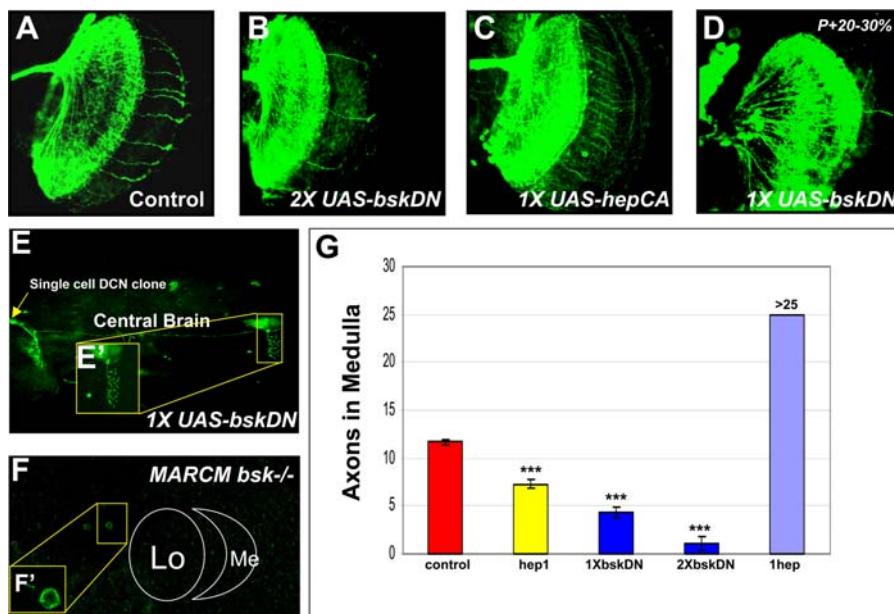 A
Control
B
2X UAS-bskDN
C
1X UAS-hepCA
D
P+20-30%
1X UAS-bskDN
E
Single cell DCN clone
Central Brain
E'
1X UAS-bskDN
F
MARCM bsk-/-
Lo
Me
F'
G
Axons in Medulla
30
25
20
15
10
5
0
***
***
***
>25
control
hep1
1XbskDN
2XbskDN
1hep